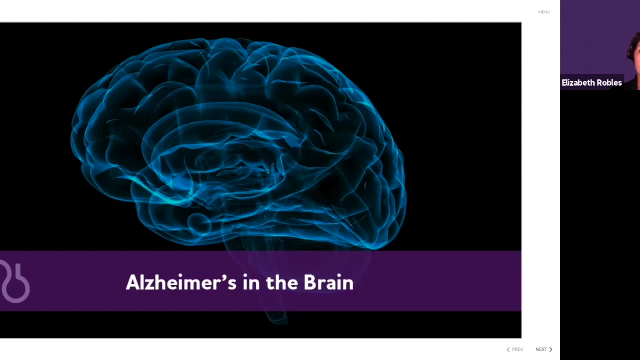 MENU
Elizabeth Robles
Alzheimer's in the Brain
PREV
NEXT